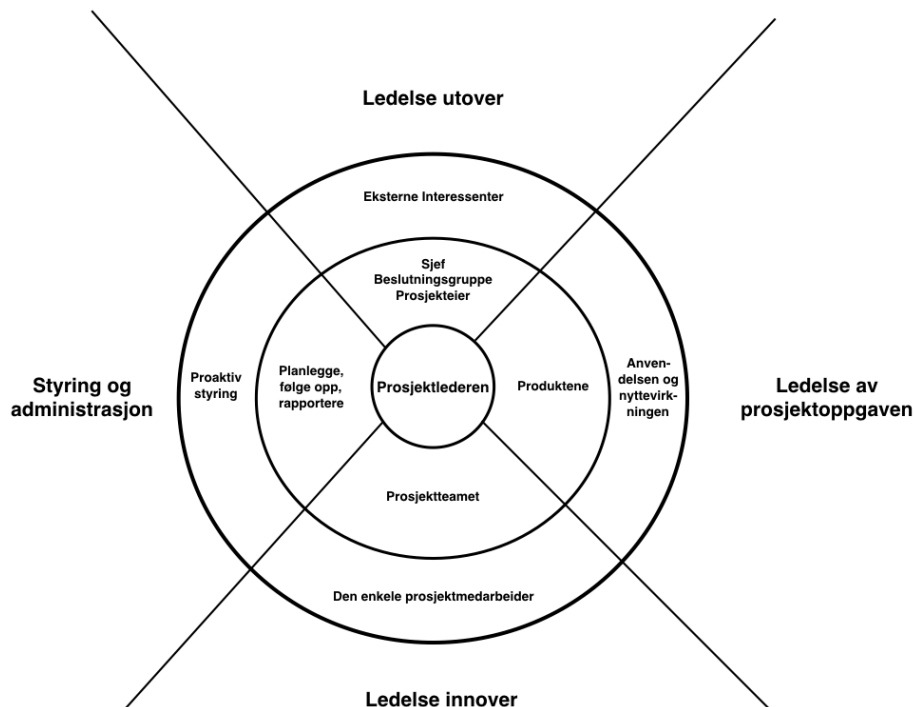 Ledelse utover
Eksterne Interessenter
Sjef
Beslutningsgruppe
Prosjekteier
Styring og
administrasjon
Proaktiv
styring
Planlegge,
følge opp,
rapportere
Prosjektlederen
Produktene
Anven-
delsen og
nyttevirk-
ningen
Ledelse av
prosjektoppgaven
Prosjektteamet
Den enkele prosjektmedarbeider
Ledelse innover